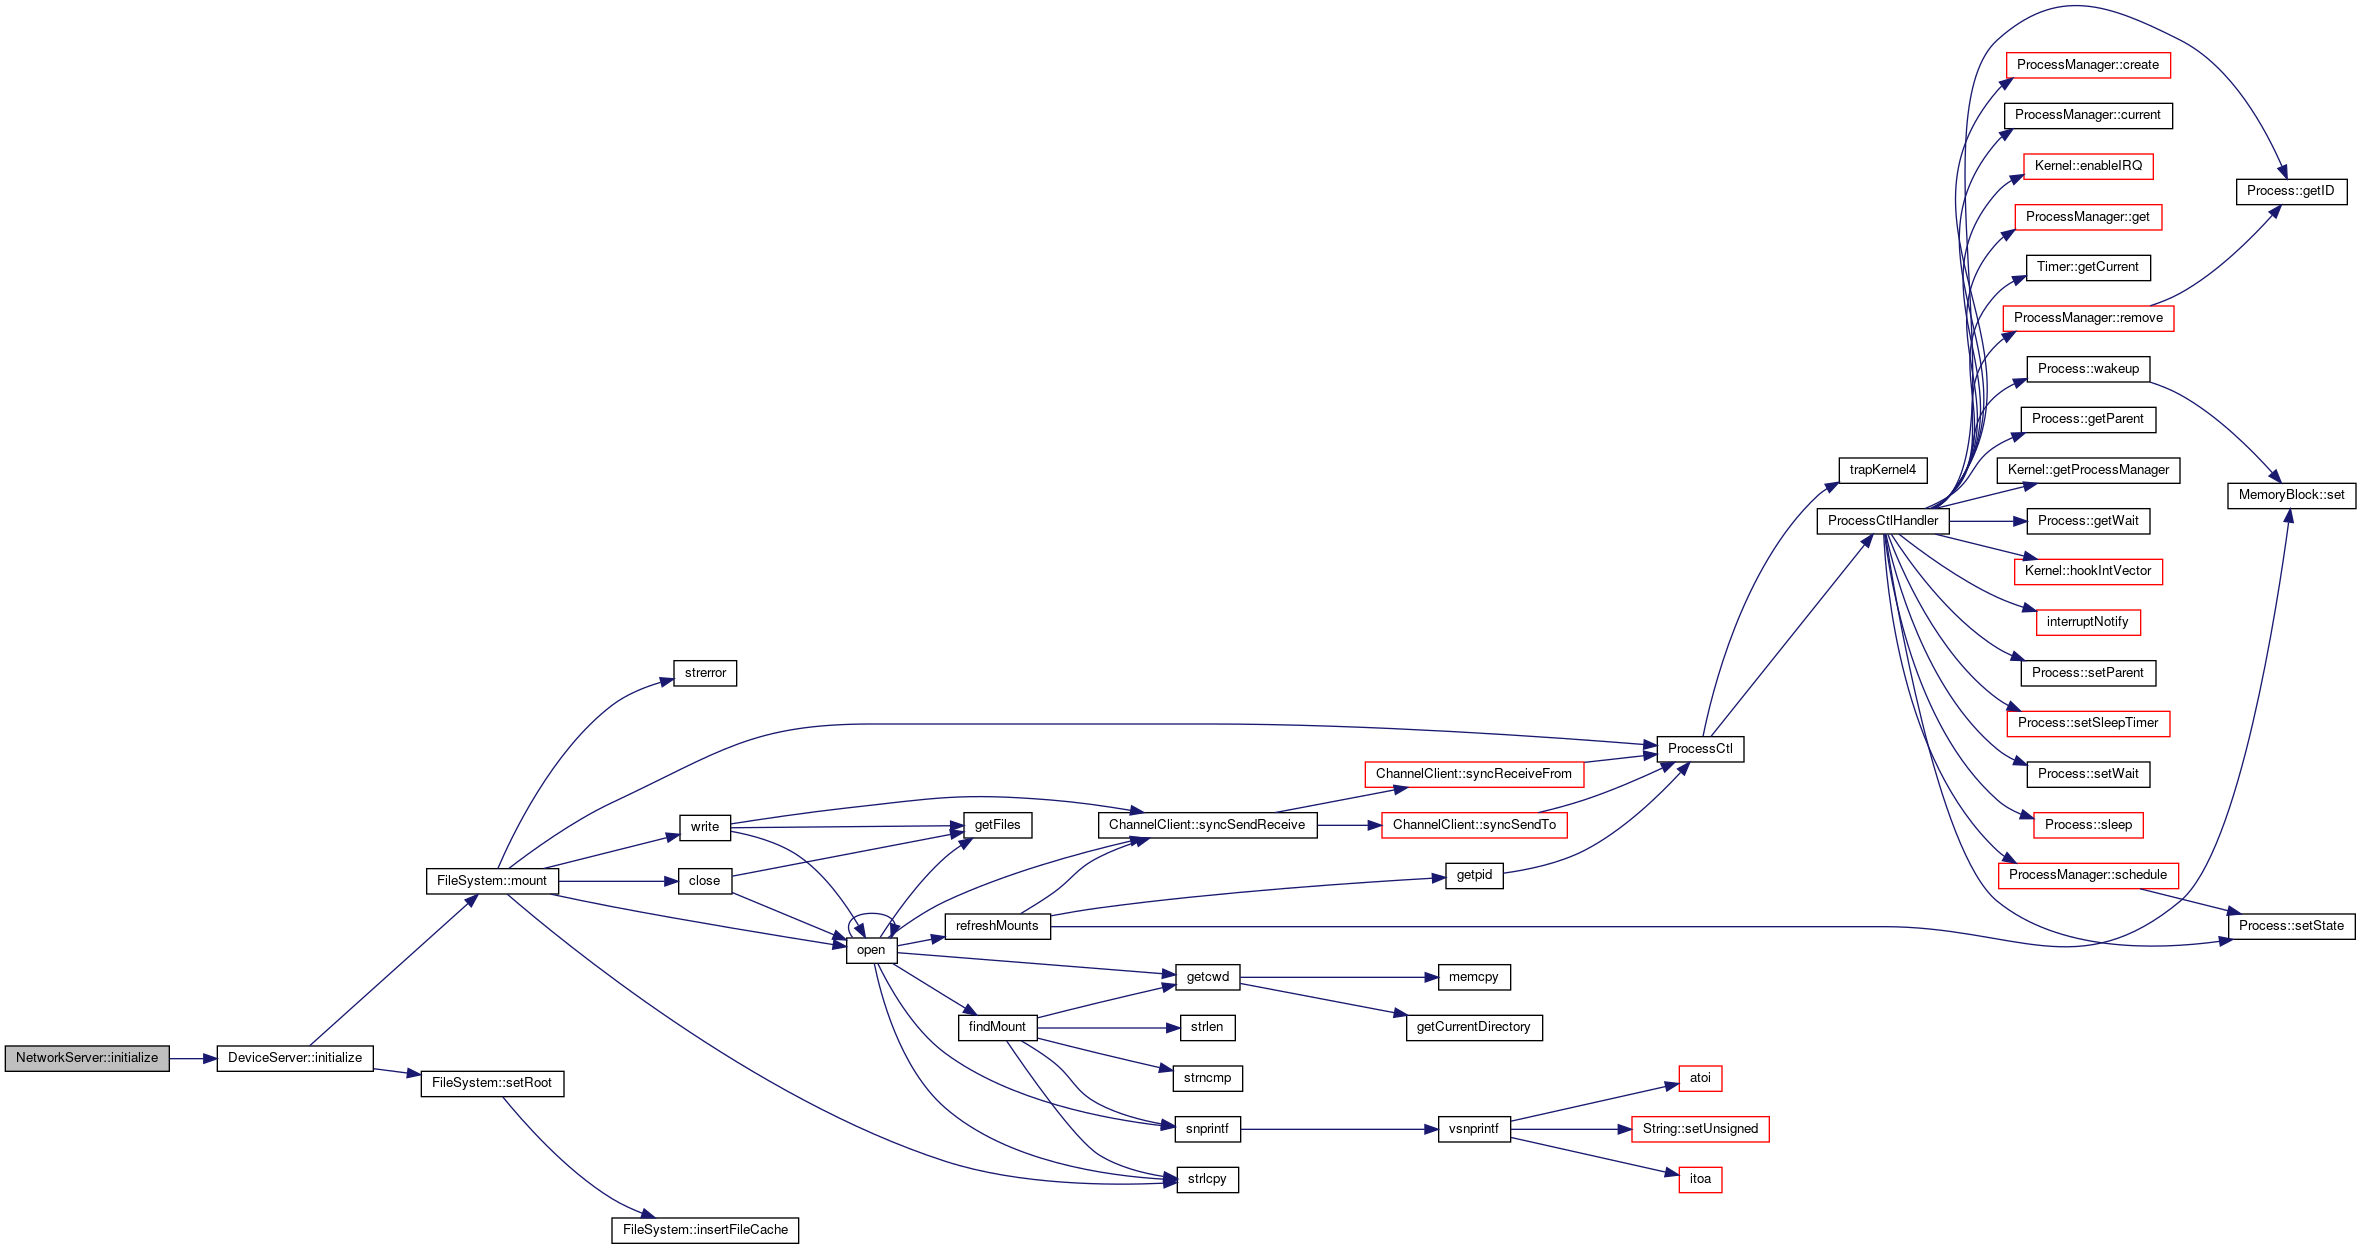 NetworkServer::initialize
DeviceServer::initialize
FileSystem::mount
FileSystem::setRoot
FileSystem::insertFileCache
strerror
write
close
open
getFiles
refreshMounts
findMount
ChannelClient::syncSendReceive
getcwd
strlen
strncmp
snprintf
strlcpy
ChannelClient::syncReceiveFrom
ChannelClient::syncSendTo
getpid
memcpy
getCurrentDirectory
vsnprintf
ProcessCtl
atoi
String::setUnsigned
itoa
trapKernel4
ProcessCtlHandler
ProcessManager::create
ProcessManager::current
Kernel::enableIRQ
ProcessManager::get
Timer::getCurrent
ProcessManager::remove
Process::wakeup
Process::getParent
Kernel::getProcessManager
Process::getWait
Kernel::hookIntVector
interruptNotify
Process::setParent
Process::setSleepTimer
Process::setWait
Process::sleep
ProcessManager::schedule
Process::getID
MemoryBlock::set
Process::setState